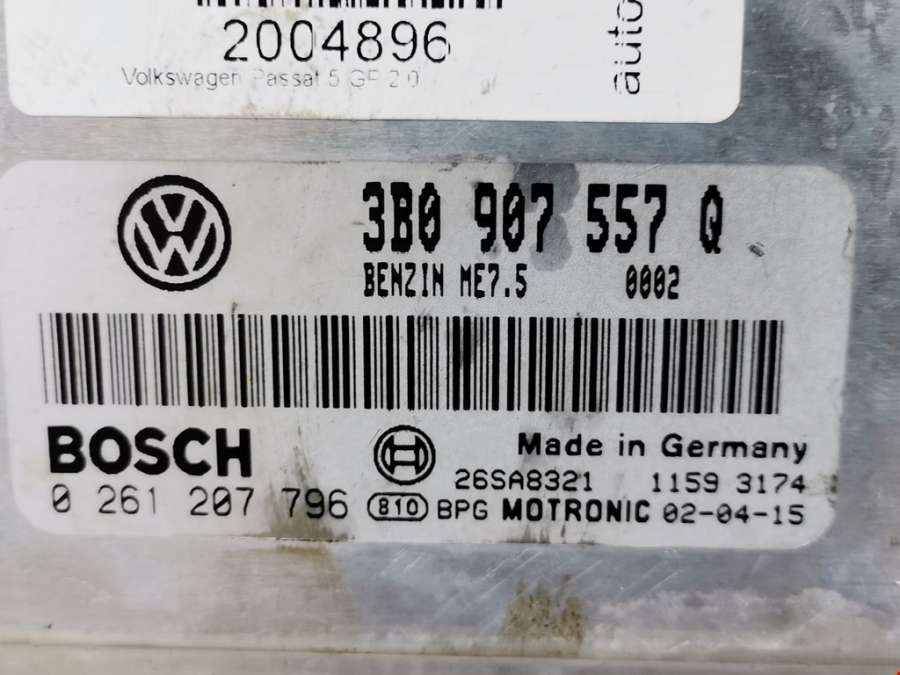 2004896
Volkswagen Passat 5 GP 2.0
auto
3B0 907 557 Q
BENZIN ME7.5 0002
BOSCH
Made in Germany
26SA8321 1159 3174
0 261 207 796 810 BPG MOTRONIC 02-04-15